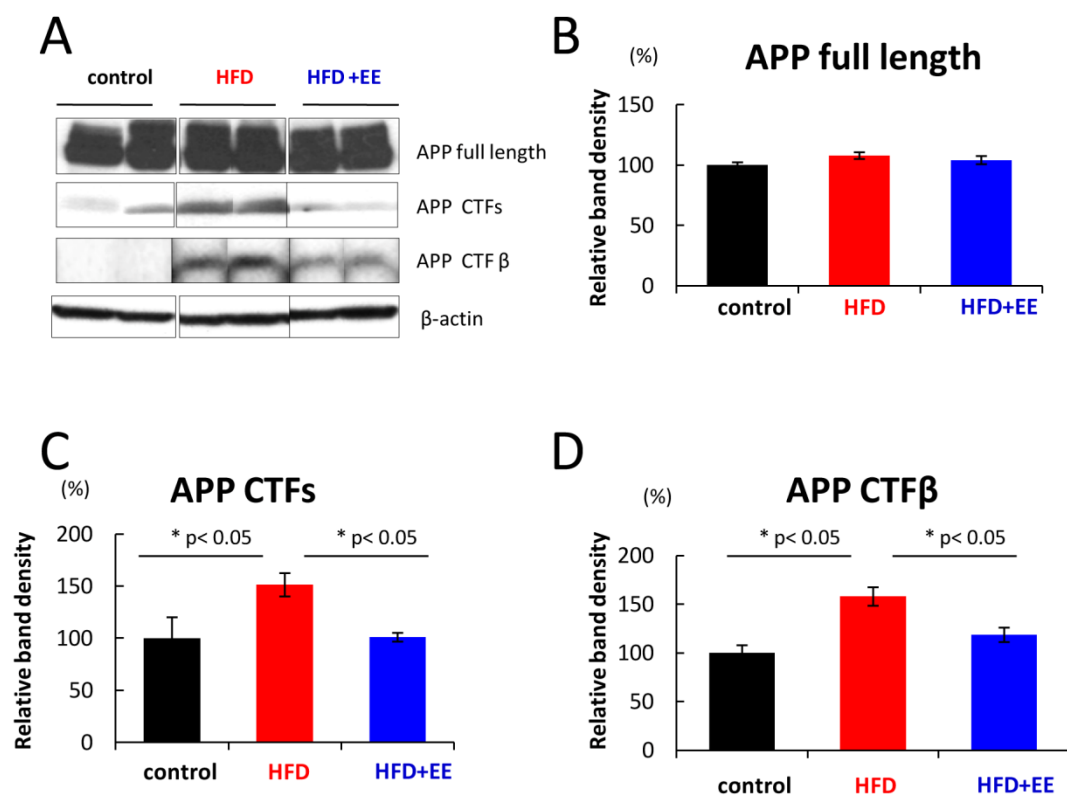 A
control HFD HFD +EE
APP full length
APP CTFs
APP CTF β
β-actin
B
(%) APP full length
Relative band density
150
100
50
0
control HFD HFD+EE
C
(%) APP CTFs
Relative band density
200
150
100
50
0
* p< 0.05 * p< 0.05
control HFD HFD+EE
D
(%) APP CTFβ
Relative band density
200
150
100
50
0
* p< 0.05 * p< 0.05
control HFD HFD+EE